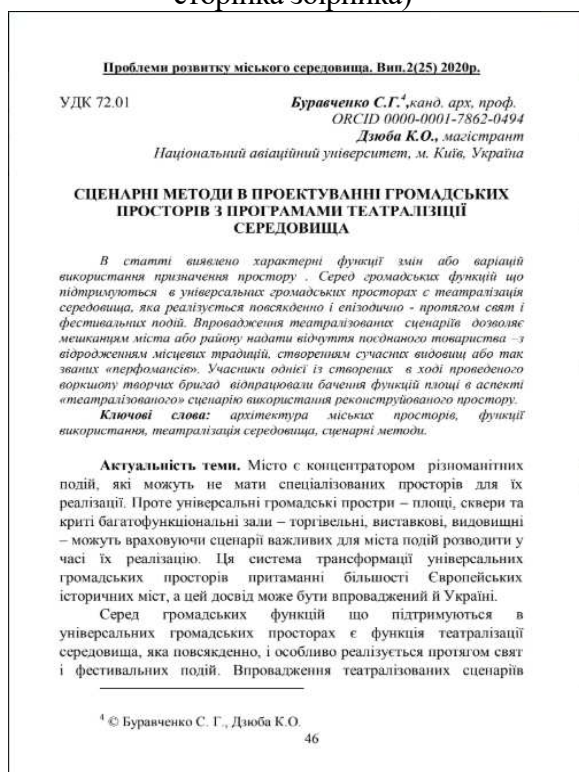 сторінка збірника)
Проблеми розвитку міського середовища. Вип.2(25) 2020р.
УДК 72.01
Буравченко С.Г.⁴,канд. арх, проф.
ORCID 0000-0001-7862-0494
Дзюба К.О., магістрант
Національний авіаційний університет, м. Київ, Україна
СЦЕНАРНІ МЕТОДИ В ПРОЕКТУВАННІ ГРОМАДСЬКИХ
ПРОСТОРІВ З ПРОГРАМАМИ ТЕАТРАЛІЗІЦІЇ
СЕРЕДОВИЩА
В статті виявлено характерні функції змін або варіацій
використання призначення простору . Серед громадських функцій що
підтримуються в універсальних громадських просторах є театралізація
середовища, яка реалізується повсякденно і епізодично - протягом свят і
фестивальних подій. Впровадження театралізованих сценаріїв дозволяє
мешканцям міста або району надати відчуття поєднаного товариства –з
відродженням місцевих традицій, створенням сучасних видовищ або так
званих «перфомансів». Учасники однієї із створених в ході проведеного
воркшопу творчих бригад відпрацювали бачення функцій площі в аспекті
«театралізованого» сценарію використання реконструйованого простору.
Ключові слова: архітектура міських просторів, функції
використання, театралізація середовища, сценарні методи.
Актуальність теми. Місто є концентратором різноманітних
подій, які можуть не мати спеціалізованих просторів для їх
реалізації. Проте універсальні громадські простри – площі, сквери та
криті багатофункціональні зали – торгівельні, виставкові, видовищні
– можуть враховуючи сценарії важливих для міста подій розводити у
часі їх реалізацію. Ця система трансформації універсальних
громадських просторів притаманні більшості Європейських
історичних міст, а цей досвід може бути впроваджений й Україні.
Серед громадських функцій що підтримуються в
універсальних громадських просторах є функція театралізації
середовища, яка повсякденно, і особливо реалізується протягом свят
і фестивальних подій. Впровадження театралізованих сценаріїв
⁴ © Буравченко С. Г., Дзюба К.О.
46